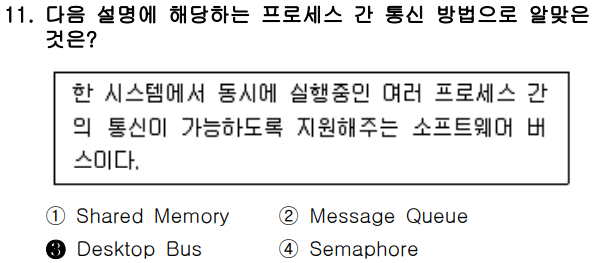 11. 다음 설명에 해당하는 프로세스 간 통신 방법으로 알맞은
것은?
한 시스템에서 동시에 실행중인 여러 프로세스 간
의 통신이 가능하도록 지원해주는 소프트웨어 버
스이다.
① Shared Memory ② Message Queue
❸ Desktop Bus ④ Semaphore